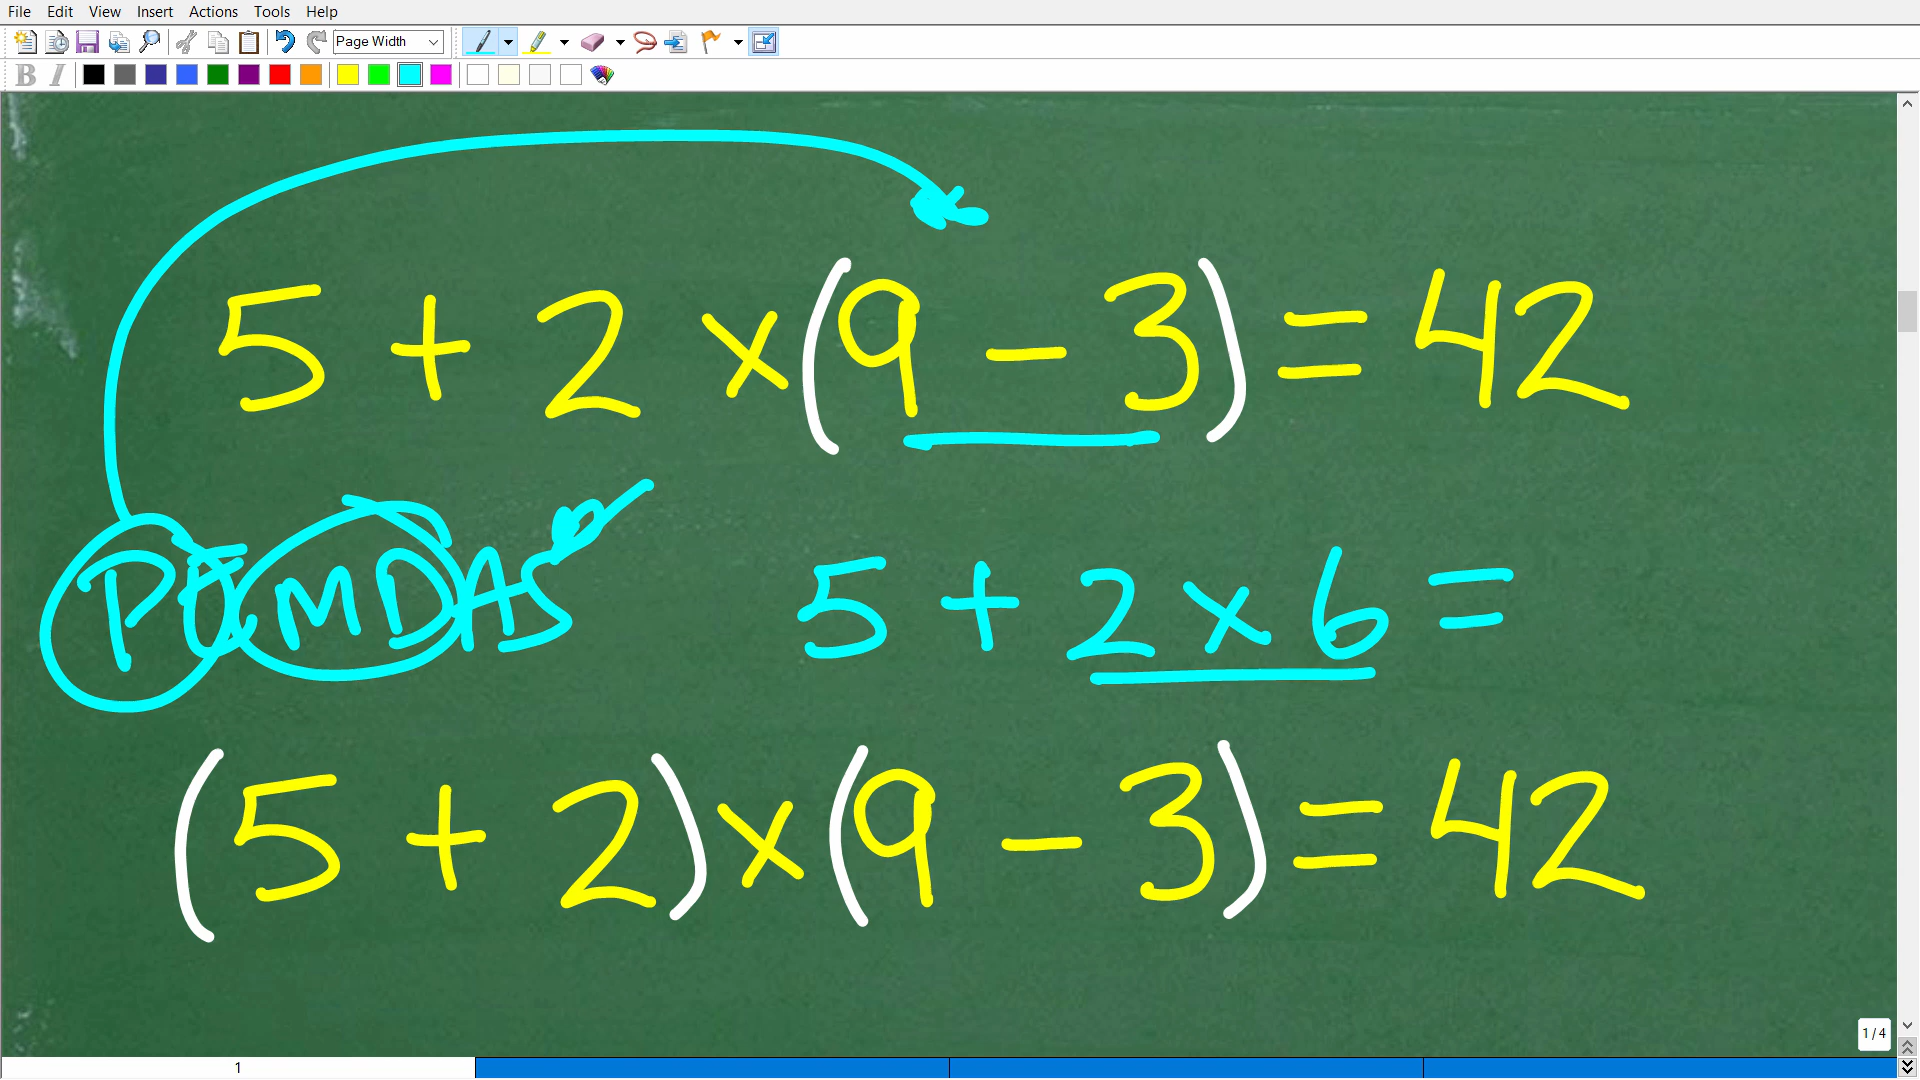 File Edit View Insert Actions Tools Help
Page Width
B I
5 + 2 × (9 − 3) = 42
PEMDAS
5 + 2 × 6 =
(5 + 2) × (9 − 3) = 42
1 / 4
1